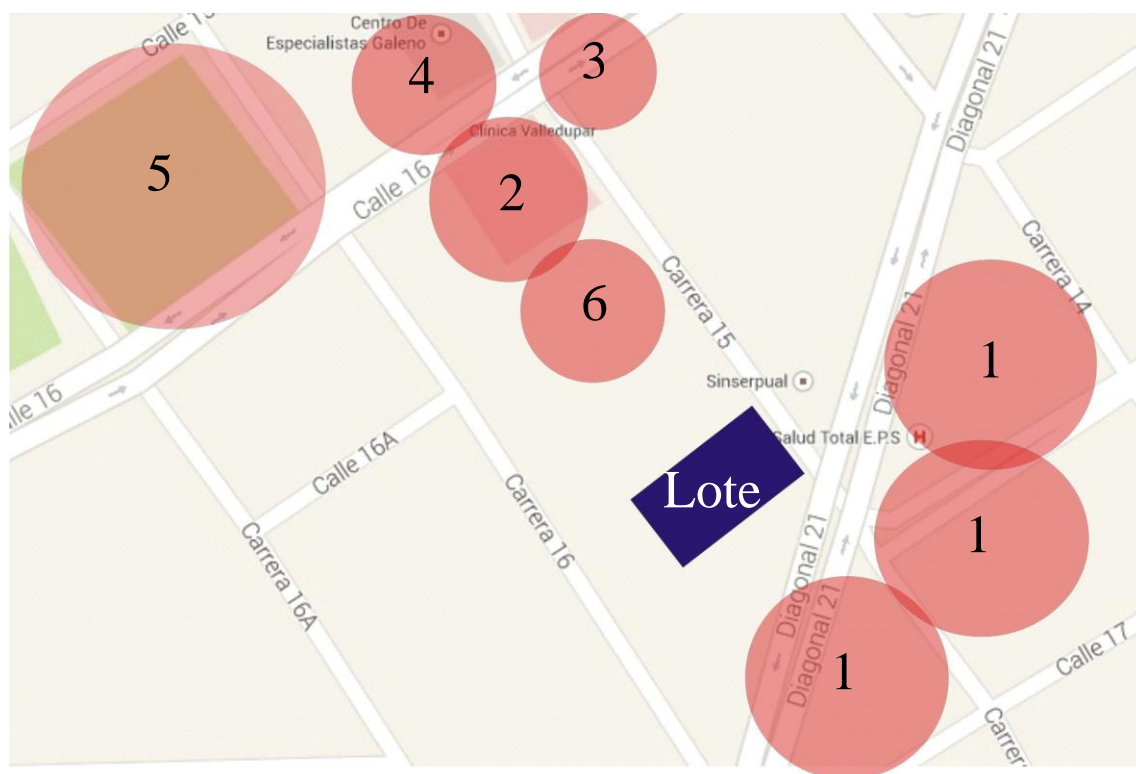 Calle 15
Centro De
Especialistas Galeno
4
3
5
Clínica Valledupar
Calle 16
2
Diagonal 21
6
Carrera 15
Carrera 14
1
Sinserpual
Diagonal 21
Salud Total E.P.S H
lle 16
Calle 16A
Lote
Carrera 16
1
Carrera 16A
Diagonal 21
Diagonal 21
1
Calle 17
Carrera